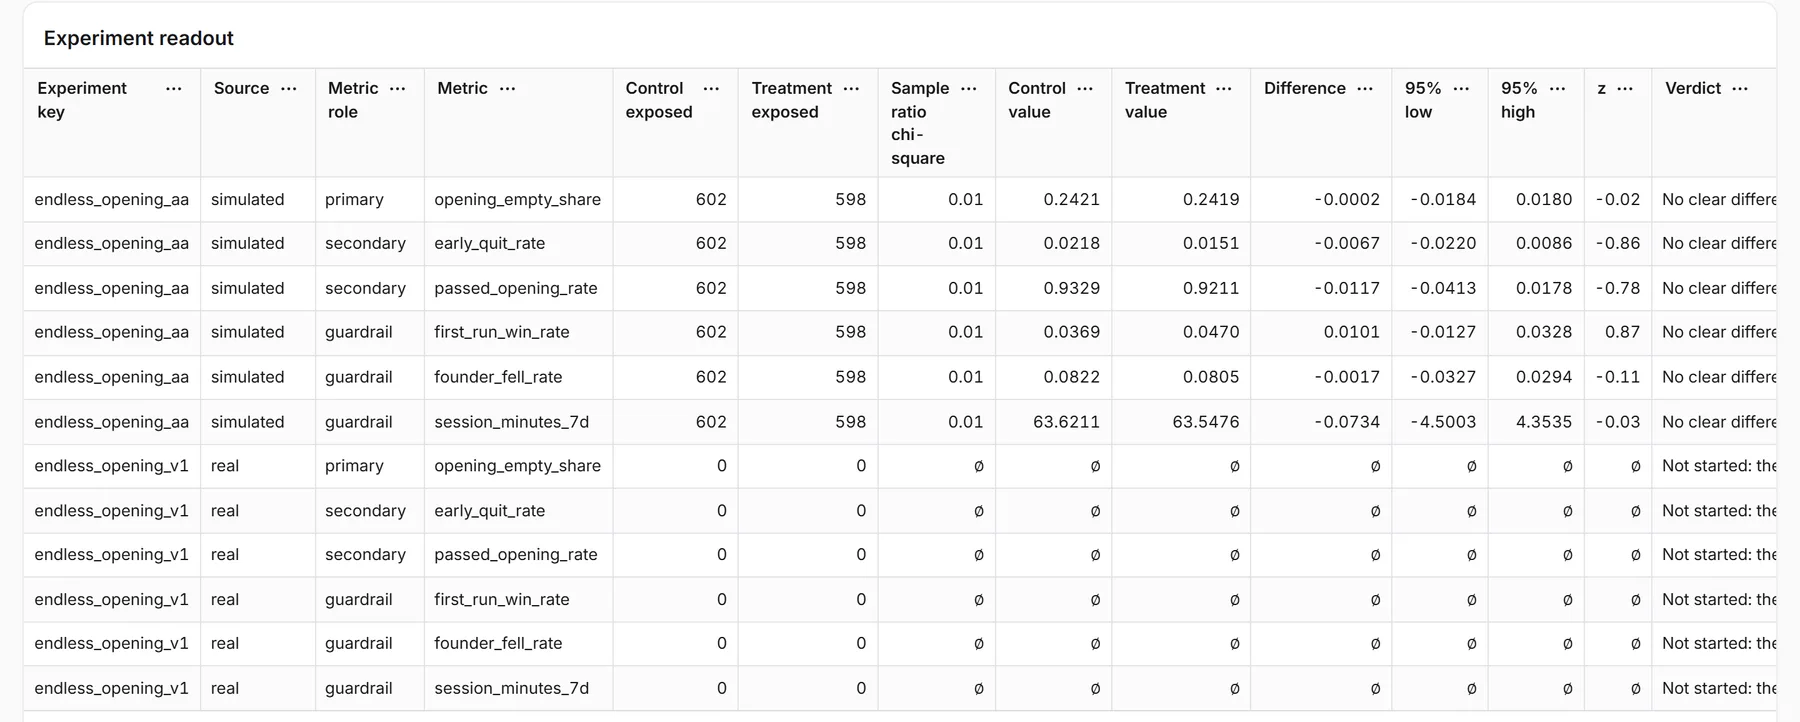 Experiment readout
Experiment key ... Source ... Metric role ... Metric ... Control exposed ... Treatment exposed ... Sample ratio chi-square ... Control value ... Treatment value ... Difference ... 95% low ... 95% high ... z ... Verdict ...
endless_opening_aa simulated primary opening_empty_share 602 598 0.01 0.2421 0.2419 -0.0002 -0.0184 0.0180 -0.02 No clear differe
endless_opening_aa simulated secondary early_quit_rate 602 598 0.01 0.0218 0.0151 -0.0067 -0.0220 0.0086 -0.86 No clear differe
endless_opening_aa simulated secondary passed_opening_rate 602 598 0.01 0.9329 0.9211 -0.0117 -0.0413 0.0178 -0.78 No clear differe
endless_opening_aa simulated guardrail first_run_win_rate 602 598 0.01 0.0369 0.0470 0.0101 -0.0127 0.0328 0.87 No clear differe
endless_opening_aa simulated guardrail founder_fell_rate 602 598 0.01 0.0822 0.0805 -0.0017 -0.0327 0.0294 -0.11 No clear differe
endless_opening_aa simulated guardrail session_minutes_7d 602 598 0.01 63.6211 63.5476 -0.0734 -4.5003 4.3535 -0.03 No clear differe
endless_opening_v1 real primary opening_empty_share 0 0 ø ø ø ø ø ø ø Not started: the
endless_opening_v1 real secondary early_quit_rate 0 0 ø ø ø ø ø ø ø Not started: the
endless_opening_v1 real secondary passed_opening_rate 0 0 ø ø ø ø ø ø ø Not started: the
endless_opening_v1 real guardrail first_run_win_rate 0 0 ø ø ø ø ø ø ø Not started: the
endless_opening_v1 real guardrail founder_fell_rate 0 0 ø ø ø ø ø ø ø Not started: the
endless_opening_v1 real guardrail session_minutes_7d 0 0 ø ø ø ø ø ø ø Not started: the